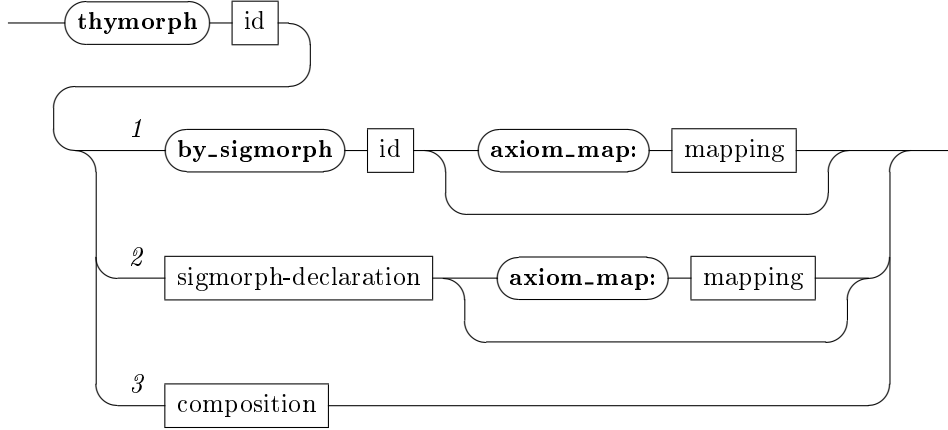 thymorph id
1 by_sigmorph id axiom_map: mapping
2 sigmorph-declaration axiom_map: mapping
3 composition